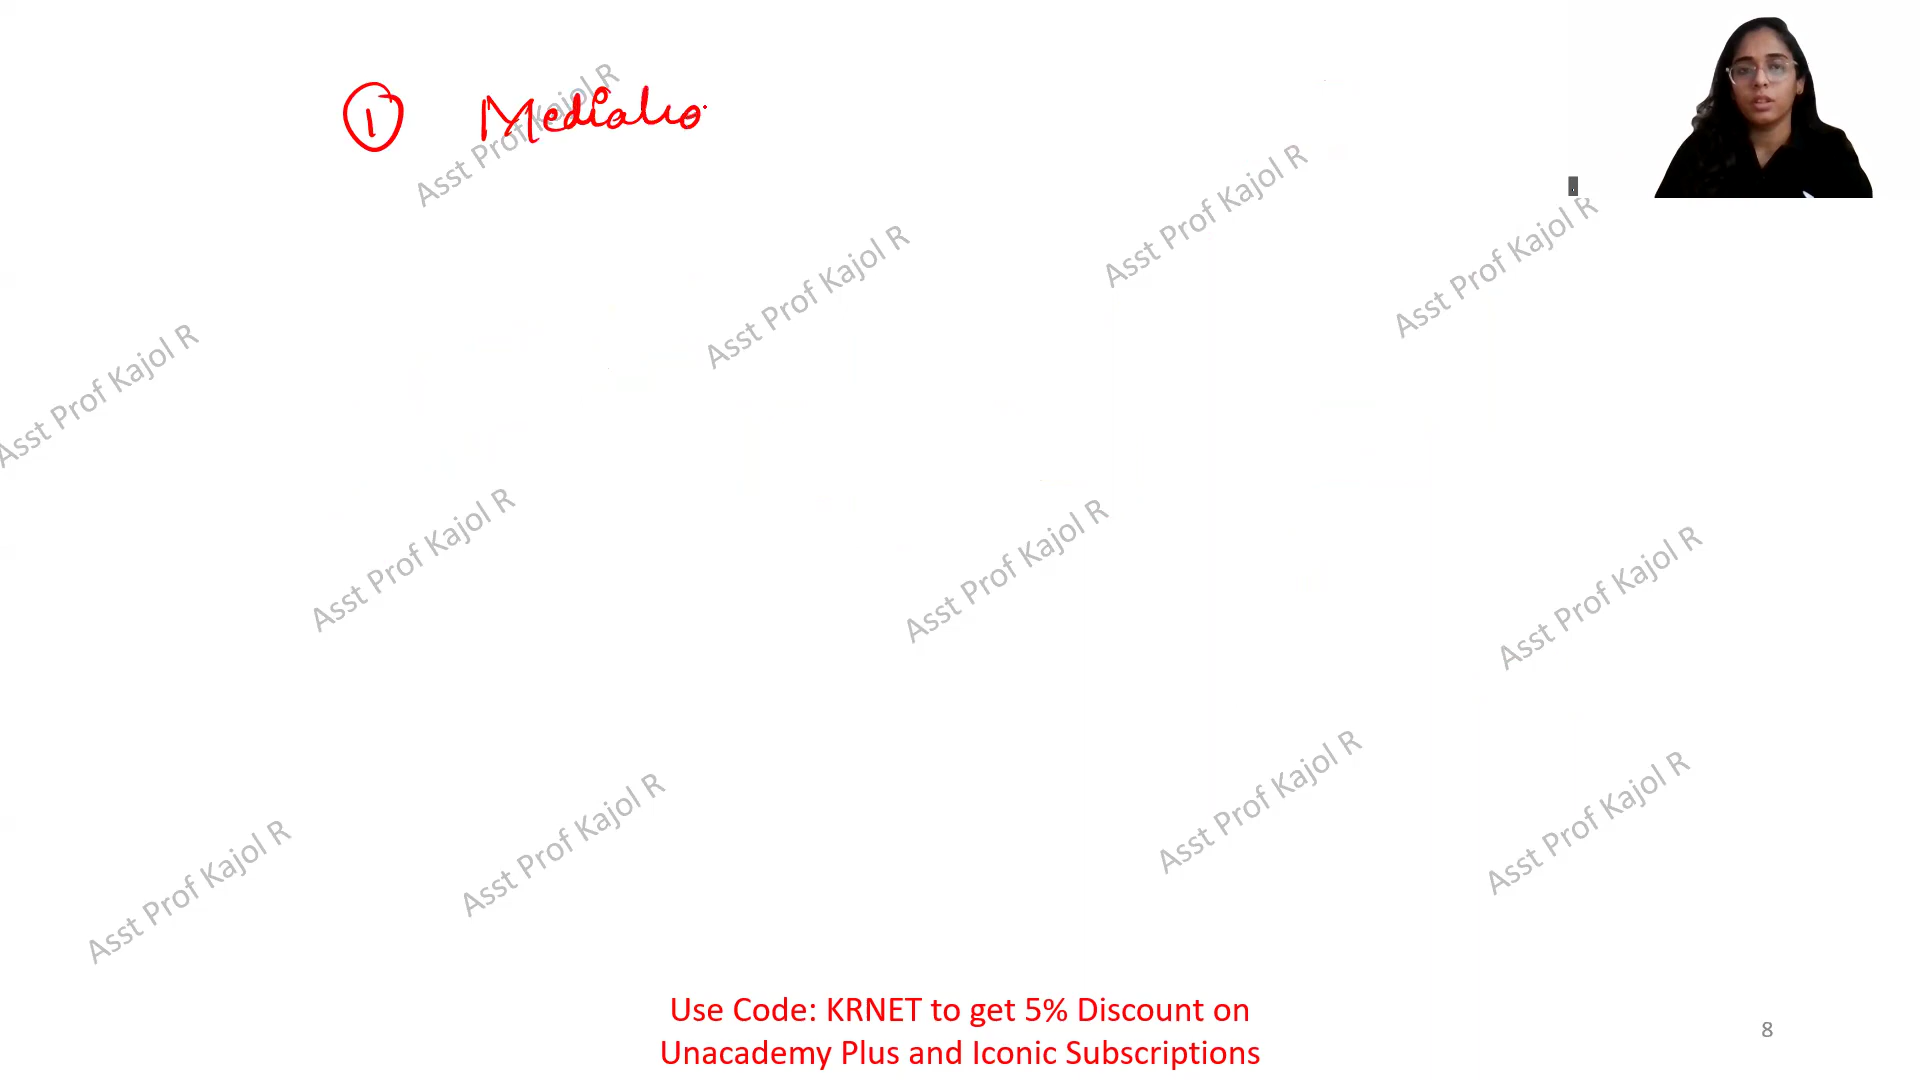 ① Mediatio
Asst Prof Kajol R
Asst Prof Kajol R
Asst Prof Kajol R
Asst Prof Kajol R
Asst Prof Kajol R
Asst Prof Kajol R
Asst Prof Kajol R
Asst Prof Kajol R
Asst Prof Kajol R
Asst Prof Kajol R
Asst Prof Kajol R
Asst Prof Kajol R
Use Code: KRNET to get 5% Discount on
Unacademy Plus and Iconic Subscriptions
8